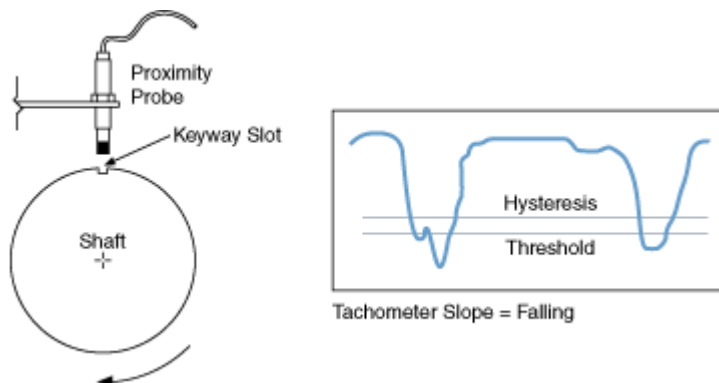 Proximity
Probe
Keyway Slot
Shaft
Hysteresis
Threshold
Tachometer Slope = Falling